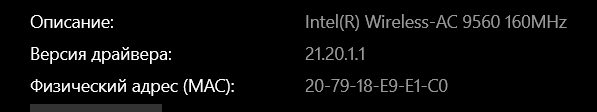 Описание: Intel(R) Wireless-AC 9560 160MHz
Версия драйвера: 21.20.1.1
Физический адрес (MAC): 20-79-18-E9-E1-C0